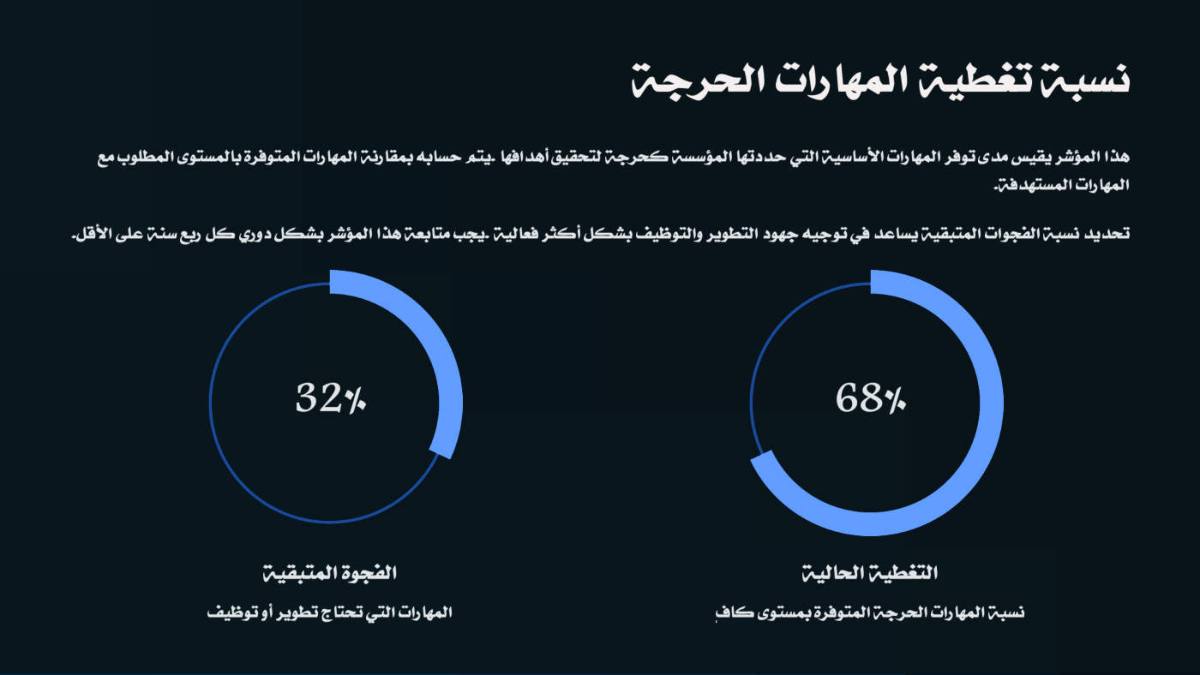 نسبة تغطية المهارات الحرجة
هذا المؤشر يقيس مدى توفر المهارات الأساسية التي حددتها المؤسسة كحرجة لتحقيق أهدافها .يتم حسابه بمقارنة المهارات المتوفرة بالمستوى المطلوب مع
المهارات المستهدفة.
تحديد نسبة الفجوات المتبقية يساعد في توجيه جهود التطوير والتوظيف بشكل أكثر فعالية .يجب متابعة هذا المؤشر بشكل دوري كل ربع سنة على الأقل.
68%
التغطية الحالية
نسبة المهارات الحرجة المتوفرة بمستوى كافٍ
32%
الفجوة المتبقية
المهارات التي تحتاج تطوير أو توظيف